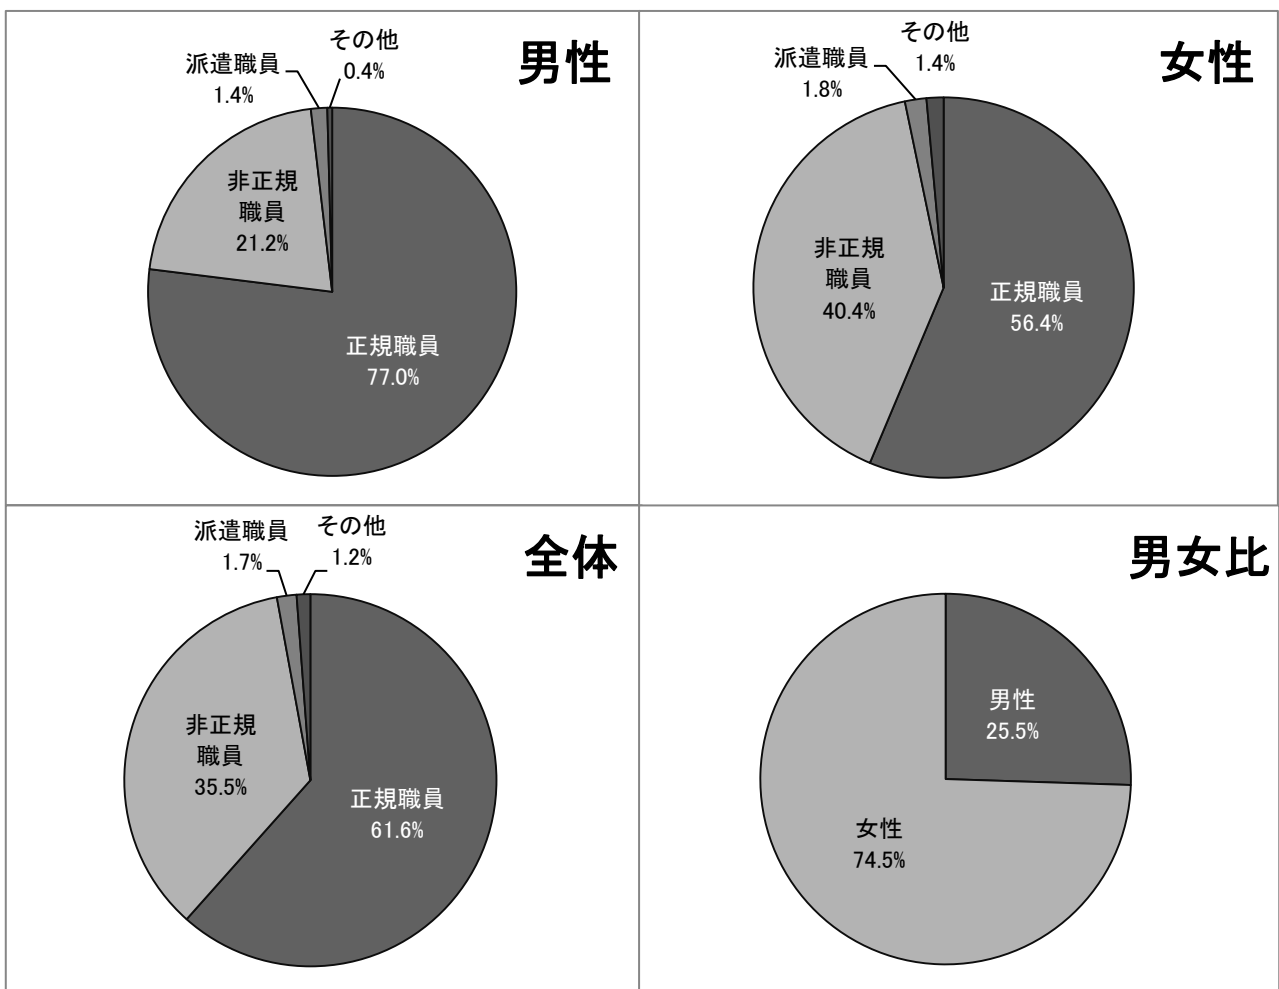 男性
その他
0.4%
派遣職員
1.4%
非正規
職員
21.2%
正規職員
77.0%
女性
その他
1.4%
派遣職員
1.8%
非正規
職員
40.4%
正規職員
56.4%
全体
派遣職員
1.7%
その他
1.2%
非正規
職員
35.5%
正規職員
61.6%
男女比
男性
25.5%
女性
74.5%